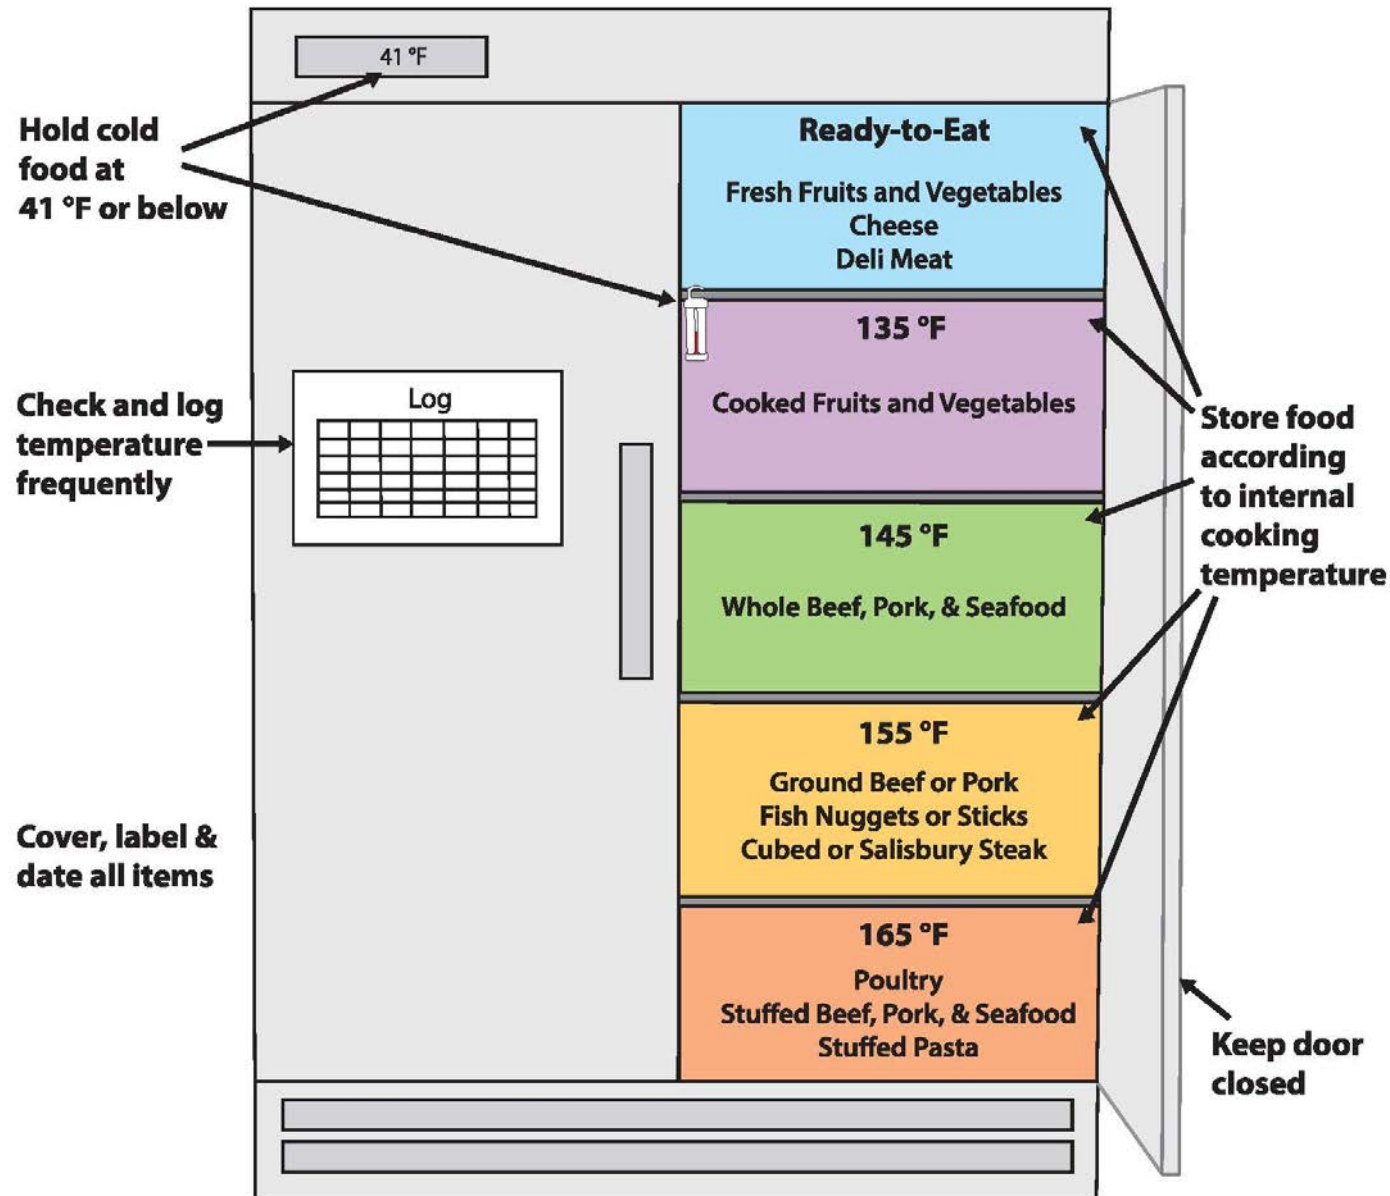 41 °F
Hold cold
food at
41 °F or below
Ready-to-Eat
Fresh Fruits and Vegetables
Cheese
Deli Meat
135 °F
Cooked Fruits and Vegetables
Check and log
temperature
frequently
Log
Store food
according
to internal
cooking
temperature
145 °F
Whole Beef, Pork, & Seafood
155 °F
Ground Beef or Pork
Fish Nuggets or Sticks
Cubed or Salisbury Steak
Cover, label &
date all items
165 °F
Poultry
Stuffed Beef, Pork, & Seafood
Stuffed Pasta
Keep door
closed